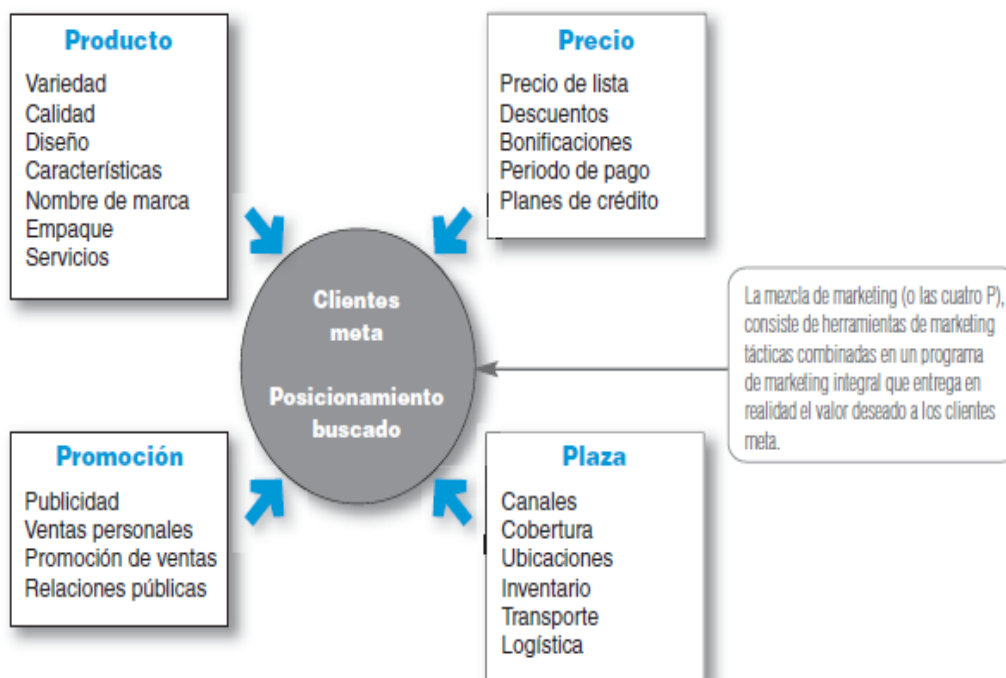 Producto
Variedad
Calidad
Diseño
Características
Nombre de marca
Empaque
Servicios
Precio
Precio de lista
Descuentos
Bonificaciones
Periodo de pago
Planes de crédito
Clientes
meta
Posicionamiento
buscado
La mezcla de marketing (o las cuatro P),
consiste de herramientas de marketing
tácticas combinadas en un programa
de marketing integral que entrega en
realidad el valor deseado a los clientes
meta.
Promoción
Publicidad
Ventas personales
Promoción de ventas
Relaciones públicas
Plaza
Canales
Cobertura
Ubicaciones
Inventario
Transporte
Logística